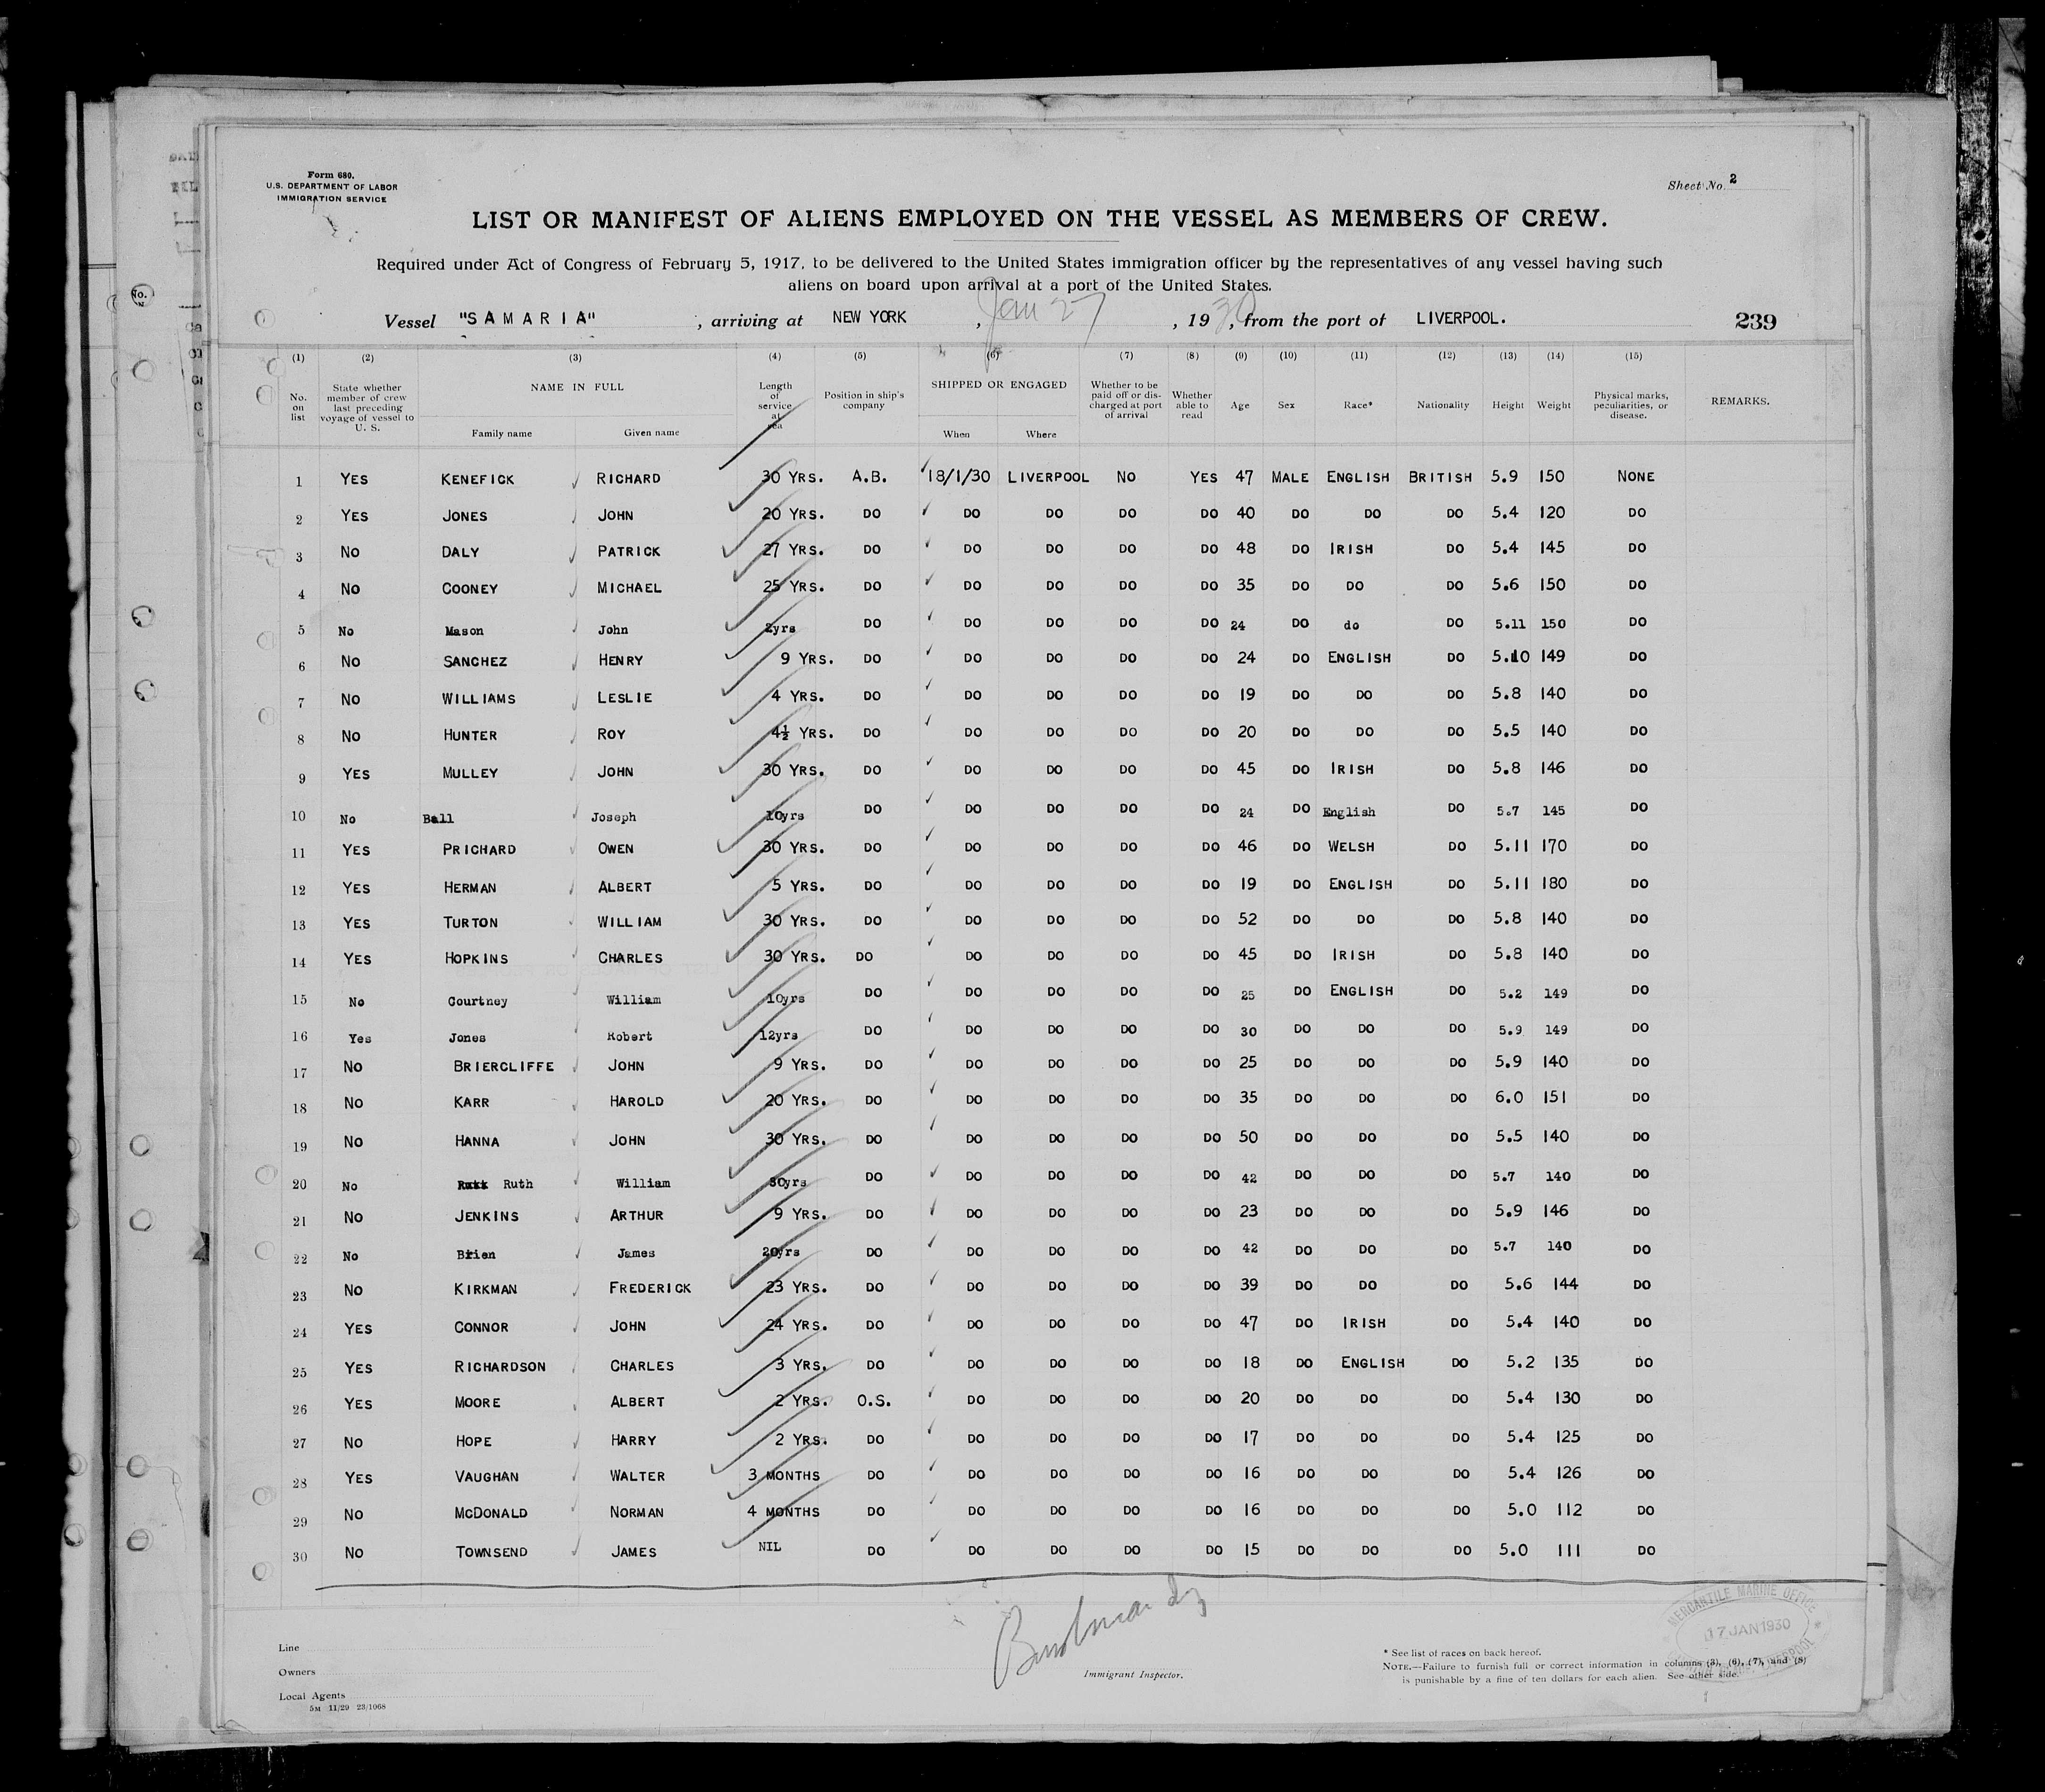 Form 680.
U.S. DEPARTMENT OF LABOR
IMMIGRATION SERVICE
Sheet No. 2
LIST OR MANIFEST OF ALIENS EMPLOYED ON THE VESSEL AS MEMBERS OF CREW.
Required under Act of Congress of February 5, 1917, to be delivered to the United States immigration officer by the representatives of any vessel having such
aliens on board upon arrival at a port of the United States.
Vessel "SAMARIA", arriving at NEW YORK, Jan 27, 1930, from the port of LIVERPOOL. 239
(1) (2) (3) (4) (5) (6) (7) (8) (9) (10) (11) (12) (13) (14) (15)
No. on list State whether member of crew last preceding voyage of vessel to U. S. NAME IN FULL Family name Given name Length of service at sea Position in ship's company SHIPPED OR ENGAGED When Where Whether to be paid off or discharged at port of arrival Whether able to read Age Sex Race* Nationality Height Weight Physical marks, peculiarities, or disease. REMARKS.
1 YES KENEFICK RICHARD 30 YRS. A.B. 18/1/30 LIVERPOOL NO YES 47 MALE ENGLISH BRITISH 5.9 150 NONE
2 YES JONES JOHN 20 YRS. DO DO DO DO DO 40 DO DO DO 5.4 120 DO
3 NO DALY PATRICK 27 YRS. DO DO DO DO DO 48 DO IRISH DO 5.4 145 DO
4 NO COONEY MICHAEL 25 YRS. DO DO DO DO DO 35 DO DO DO 5.6 150 DO
5 No Mason John 2yrs DO DO DO DO DO 24 DO do DO 5.11 150 DO
6 NO SANCHEZ HENRY 9 YRS. DO DO DO DO DO 24 DO ENGLISH DO 5.10 149 DO
7 NO WILLIAMS LESLIE 4 YRS. DO DO DO DO DO 19 DO DO DO 5.8 140 DO
8 NO HUNTER ROY 4½ YRS. DO DO DO DO DO 20 DO DO DO 5.5 140 DO
9 YES MULLEY JOHN 30 YRS. DO DO DO DO DO 45 DO IRISH DO 5.8 146 DO
10 No Ball Joseph 10yrs DO DO DO DO DO 24 DO English DO 5.7 145 DO
11 YES PRICHARD OWEN 30 YRS. DO DO DO DO DO 46 DO WELSH DO 5.11 170 DO
12 YES HERMAN ALBERT 5 YRS. DO DO DO DO DO 19 DO ENGLISH DO 5.11 180 DO
13 YES TURTON WILLIAM 30 YRS. DO DO DO DO DO 52 DO DO DO 5.8 140 DO
14 YES HOPKINS CHARLES 30 YRS. DO DO DO DO DO 45 DO IRISH DO 5.8 140 DO
15 No Courtney William 10yrs DO DO DO DO DO 25 DO ENGLISH DO 5.2 149 DO
16 Yes Jones Robert 12yrs DO DO DO DO DO 30 DO DO DO 5.9 149 DO
17 NO BRIERCLIFFE JOHN 9 YRS. DO DO DO DO DO 25 DO DO DO 5.9 140 DO
18 NO KARR HAROLD 20 YRS. DO DO DO DO DO 35 DO DO DO 6.0 151 DO
19 NO HANNA JOHN 30 YRS. DO DO DO DO DO 50 DO DO DO 5.5 140 DO
20 No Ruth William 30yrs DO DO DO DO DO 42 DO DO DO 5.7 140 DO
21 NO JENKINS ARTHUR 9 YRS. DO DO DO DO DO 23 DO DO DO 5.9 146 DO
22 No Brien James 20yrs DO DO DO DO DO 42 DO DO DO 5.7 140 DO
23 NO KIRKMAN FREDERICK 23 YRS. DO DO DO DO DO 39 DO DO DO 5.6 144 DO
24 YES CONNOR JOHN 24 YRS. DO DO DO DO DO 47 DO IRISH DO 5.4 140 DO
25 YES RICHARDSON CHARLES 3 YRS. DO DO DO DO DO 18 DO ENGLISH DO 5.2 135 DO
26 YES MOORE ALBERT 2 YRS. O.S. DO DO DO DO 20 DO DO DO 5.4 130 DO
27 NO HOPE HARRY 2 YRS. DO DO DO DO DO 17 DO DO DO 5.4 125 DO
28 YES VAUGHAN WALTER 3 MONTHS DO DO DO DO DO 16 DO DO DO 5.4 126 DO
29 NO McDONALD NORMAN 4 MONTHS DO DO DO DO DO 16 DO DO DO 5.0 112 DO
30 NO TOWNSEND JAMES NIL DO DO DO DO DO 15 DO DO DO 5.0 111 DO
MERCANTILE MARINE OFFICE
17 JAN 1930
LIVERPOOL
Line
Owners
Local Agents
5M 11/29 23/1068
Immigrant Inspector.
* See list of races on back hereof.
NOTE.—Failure to furnish full or correct information in columns (3), (6), (7), and (8)
is punishable by a fine of ten dollars for each alien. See other side.